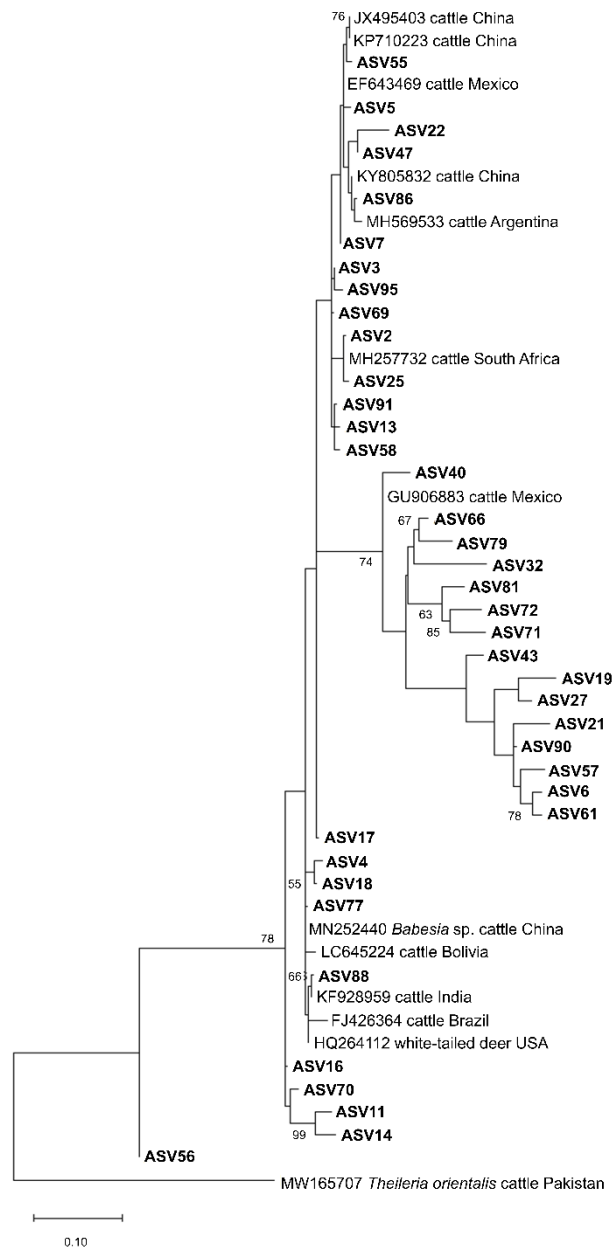 76
JX495403 cattle China
KP710223 cattle China
ASV55
EF643469 cattle Mexico
ASV5
ASV22
ASV47
KY805832 cattle China
ASV86
MH569533 cattle Argentina
ASV7
ASV3
ASV95
ASV69
ASV2
MH257732 cattle South Africa
ASV25
ASV91
ASV13
ASV58
ASV40
GU906883 cattle Mexico
67
ASV66
ASV79
74
ASV32
ASV81
63
ASV72
85
ASV71
ASV43
ASV19
ASV27
ASV21
ASV90
ASV57
ASV6
78
ASV61
ASV17
ASV4
55
ASV18
ASV77
78
MN252440 Babesia sp. cattle China
LC645224 cattle Bolivia
66
ASV88
KF928959 cattle India
FJ426364 cattle Brazil
HQ264112 white-tailed deer USA
ASV16
ASV70
ASV11
99
ASV14
ASV56
MW165707 Theileria orientalis cattle Pakistan
0.10